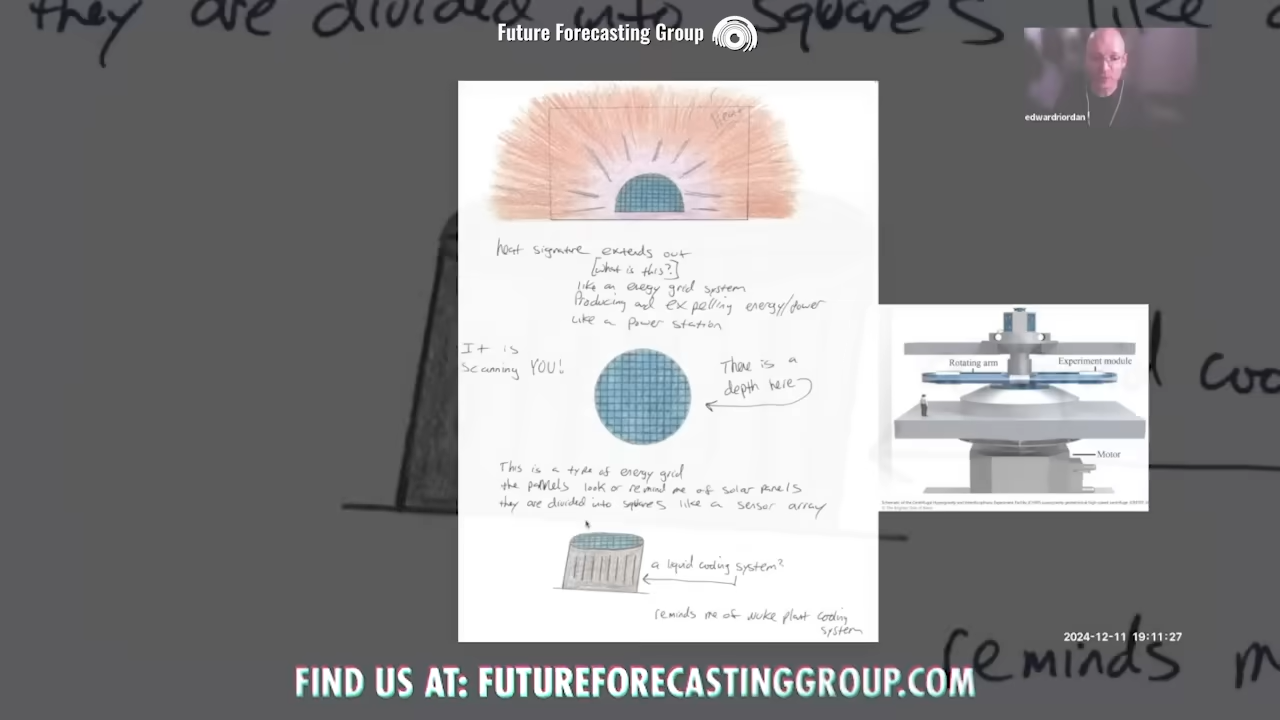 they are divided into squares like
Future Forecasting Group
edwardriordan
Heat
heat signature extends out
[what is this?]
like an energy grid system
Producing and expelling energy/power
Like a power station
It is
scanning YOU!
There is a
depth here
This is a type of energy grid
the pannels look or remind me of solar panels
they are divided into squares like a sensor array
a liquid cooling system?
reminds me of nuke plant cooling
system
Rotating arm
Experiment module
Motor
d coo
2024-12-11 19:11:27
reminds m
FIND US AT: FUTUREFORECASTINGGROUP.COM